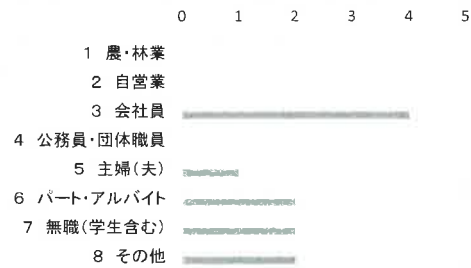 0 1 2 3 4 5
1 農・林業
2 自営業
3 会社員
4 公務員・団体職員
5 主婦(夫)
6 パート・アルバイト
7 無職(学生含む)
8 その他